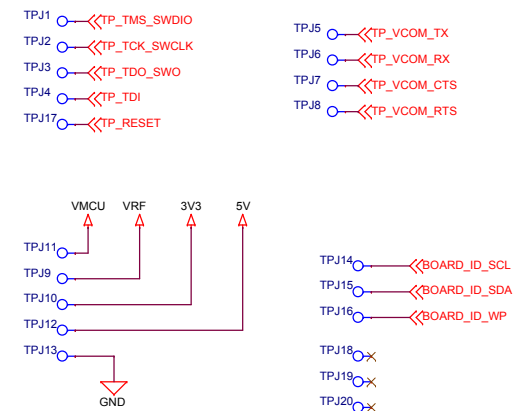 TPJ1 TP_TMS_SWDIO
TPJ2 TP_TCK_SWCLK
TPJ3 TP_TDO_SWO
TPJ4 TP_TDI
TPJ17 TP_RESET
TPJ5 TP_VCOM_TX
TPJ6 TP_VCOM_RX
TPJ7 TP_VCOM_CTS
TPJ8 TP_VCOM_RTS
VMCU VRF 3V3 5V
TPJ11
TPJ9
TPJ10
TPJ12
TPJ13
GND
TPJ14 BOARD_ID_SCL
TPJ15 BOARD_ID_SDA
TPJ16 BOARD_ID_WP
TPJ18
TPJ19
TPJ20